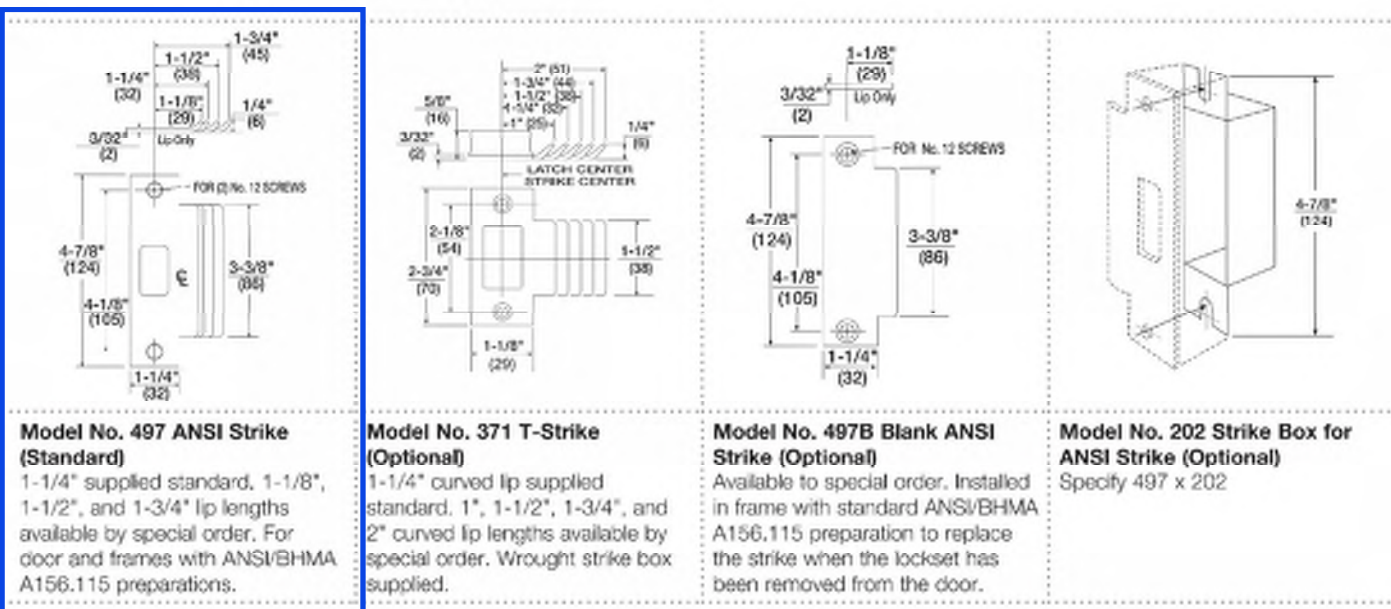 1-3/4"
(45)
1-1/2"
(38)
1-1/4"
(32)
1-1/8"
(29)
1/4"
(6)
3/32"
(2)
Lip Only
FOR (2) No. 12 SCREWS
4-7/8"
(124)
4-1/8"
(105)
3-3/8"
(86)
1-1/4"
(32)
2" (51)
1-3/4" (44)
1-1/2" (38)
1-1/4" (32)
1" (25)
5/8"
(16)
3/32"
(2)
1/4"
(6)
LATCH CENTER
STRIKE CENTER
2-1/8"
(54)
2-3/4"
(70)
1-1/2"
(38)
1-1/8"
(29)
1-1/8"
(29)
3/32"
(2)
Lip Only
FOR No. 12 SCREWS
4-7/8"
(124)
4-1/8"
(105)
3-3/8"
(86)
1-1/4"
(32)
4-7/8"
(124)
Model No. 497 ANSI Strike
(Standard)
1-1/4" supplied standard. 1-1/8",
1-1/2", and 1-3/4" lip lengths
available by special order. For
door and frames with ANSI/BHMA
A156.115 preparations.
Model No. 371 T-Strike
(Optional)
1-1/4" curved lip supplied
standard. 1", 1-1/2", 1-3/4", and
2" curved lip lengths available by
special order. Wrought strike box
supplied.
Model No. 497B Blank ANSI
Strike (Optional)
Available to special order. Installed
in frame with standard ANSI/BHMA
A156.115 preparation to replace
the strike when the lockset has
been removed from the door.
Model No. 202 Strike Box for
ANSI Strike (Optional)
Specify 497 x 202